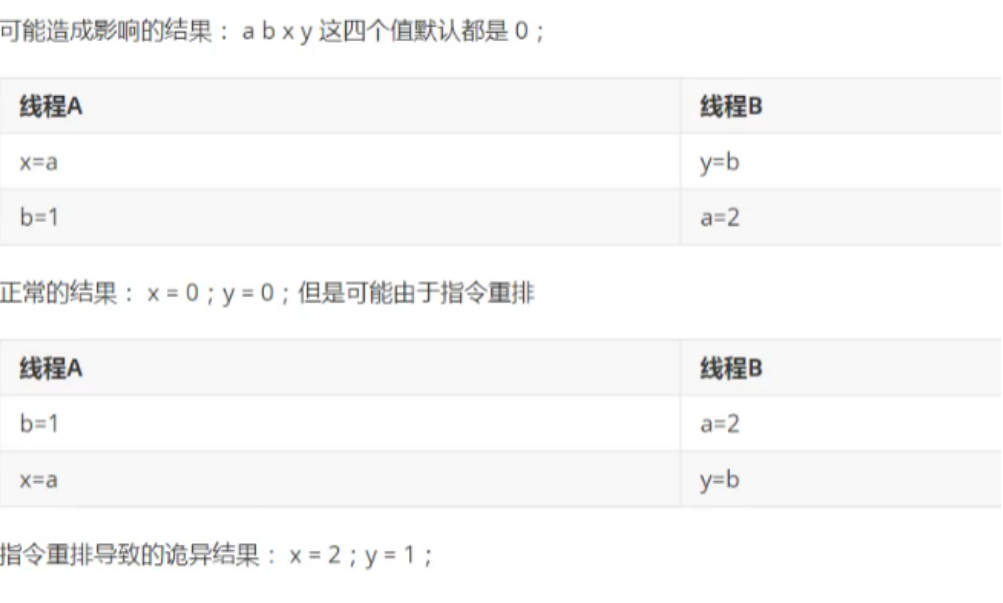 可能造成影响的结果：a b x y 这四个值默认都是 0；
线程A 线程B
x=a y=b
b=1 a=2
正常的结果：x = 0；y = 0；但是可能由于指令重排
线程A 线程B
b=1 a=2
x=a y=b
指令重排导致的诡异结果：x = 2；y = 1；